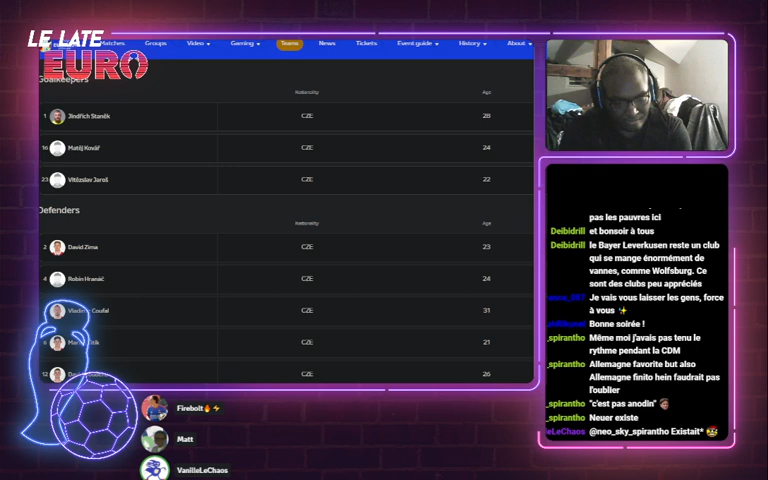 LE LATE
EURO
Matches Groups Video Gaming Teams News Tickets Event guide History About
Goalkeepers
Nationality Age
1 Jindřich Staněk CZE 28
16 Matěj Kovář CZE 24
23 Vítězslav Jaroš CZE 22
Defenders
Nationality Age
2 David Zima CZE 23
4 Robin Hranáč CZE 24
Coufal CZE 31
6 CZE 21
12 CZE 26
Firebolt
Matt
VanilleLeChaos
pas les pauvres ici
Deibidrill et bonsoir à tous
Deibidrill le Bayer Leverkusen reste un club
qui se mange énormément de
vannes, comme Wolfsburg. Ce
sont des clubs peu appréciés
Je vais vous laisser les gens, force
à vous
Bonne soirée !
_spirantho Même moi j'avais pas tenu le
rythme pendant la CDM
_spirantho Allemagne favorite but also
Allemagne finito hein faudrait pas
l'oublier
_spirantho "c'est pas anodin"
_spirantho Neuer existe
leLeChaos @neo_sky_spirantho Existait*